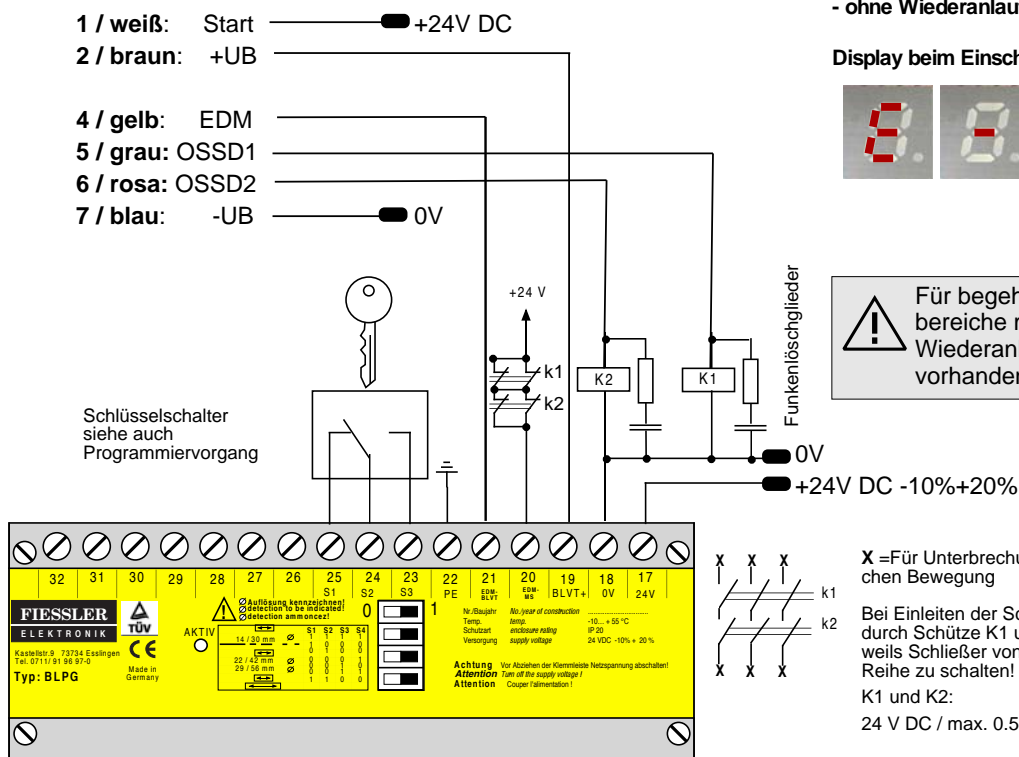 - ohne Wiederanlau
1 / weiß: Start +24V DC
2 / braun: +UB
Display beim Einsch
4 / gelb: EDM
5 / grau: OSSD1
6 / rosa: OSSD2
7 / blau: -UB 0V
+24 V
Funkenlöschglieder
Für begeh
bereiche
Wiederan
vorhanden
k1
k2
K2
K1
Schlüsselschalter
siehe auch
Programmiervorgang
0V
+24V DC -10%+20%
32 31 30 29 28 27 26 25 24 23 22 21 20 19 18 17
S1 S2 S3 PE EDM-BLVT EDM-MS BLVT+ 0V 24V
FIESSLER
ELEKTRONIK
Kastellstr.9 73734 Esslingen
Tel. 0711/ 91 96 97-0
Typ: BLPG
TÜV
CE
Made in
Germany
AKTIV
Ø Auflösung kennzeichnen!
Ø detection to be indicated!
Ø detection ammoncez!
0 1
S1 S2 S3 S4
14 / 30 mm Ø
22 / 42 mm Ø
29 / 56 mm Ø
1 1 0 0
Nr./Baujahr No./year of construction
Temp. temp. -10... + 55 °C
Schutzart enclosure rating IP 20
Versorgung supply voltage 24 VDC -10% + 20 %
Achtung Vor Abziehen der Klemmleiste Netzspannung abschalten!
Attention Turn off the supply voltage !
Attention Couper l'alimentation !
X X X
k1
k2
X X X
X =Für Unterbrechu
chen Bewegung
Bei Einleiten der Sc
durch Schütze K1 u
weils Schließer von
Reihe zu schalten!
K1 und K2:
24 V DC / max. 0.5